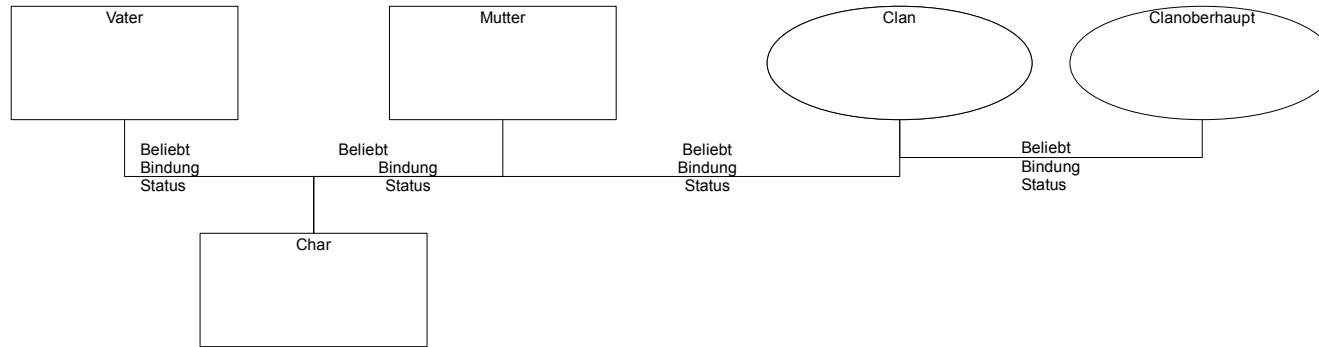 Vater
Mutter
Clan
Clanoberhaupt
Beliebt
Bindung
Status
Beliebt
Bindung
Status
Beliebt
Bindung
Status
Beliebt
Bindung
Status
Char